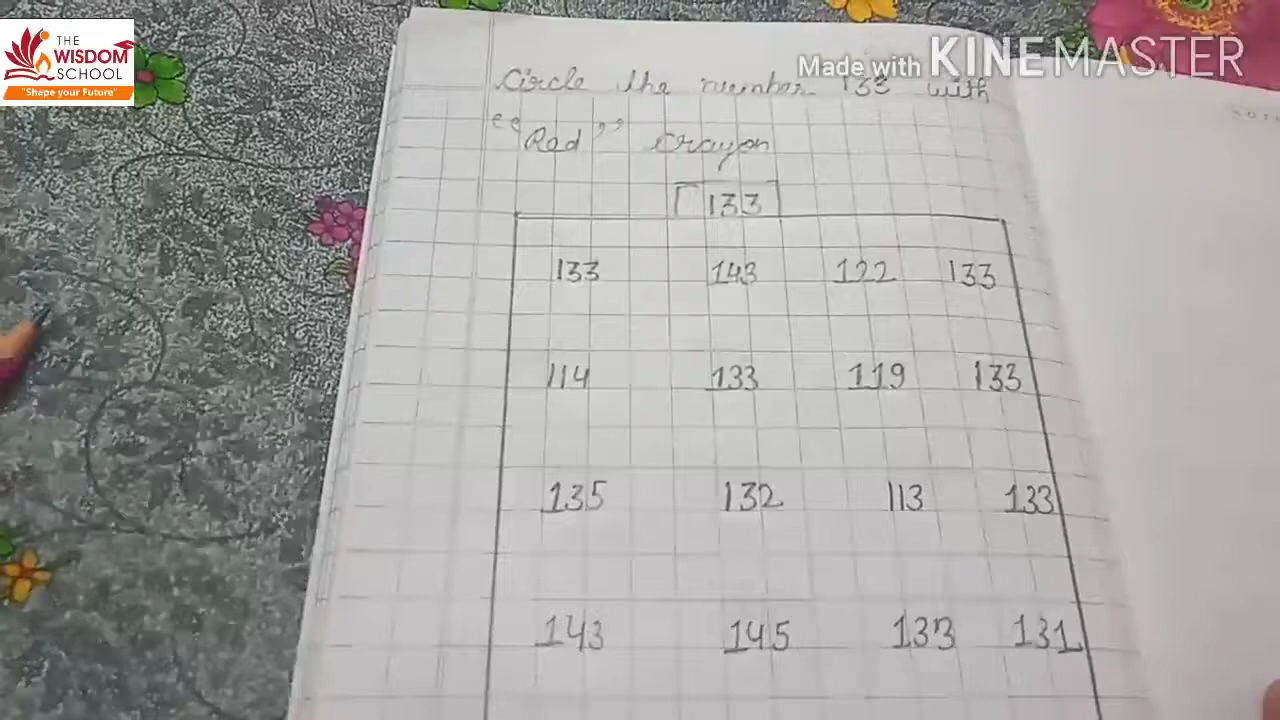 THE
WISDOM
SCHOOL
"Shape your Future"
Made with KINEMASTER
Circle the number 133 with
"Red" Crayon
133
133 143 122 133
114 133 119 133
135 132 113 133
143 145 133 131